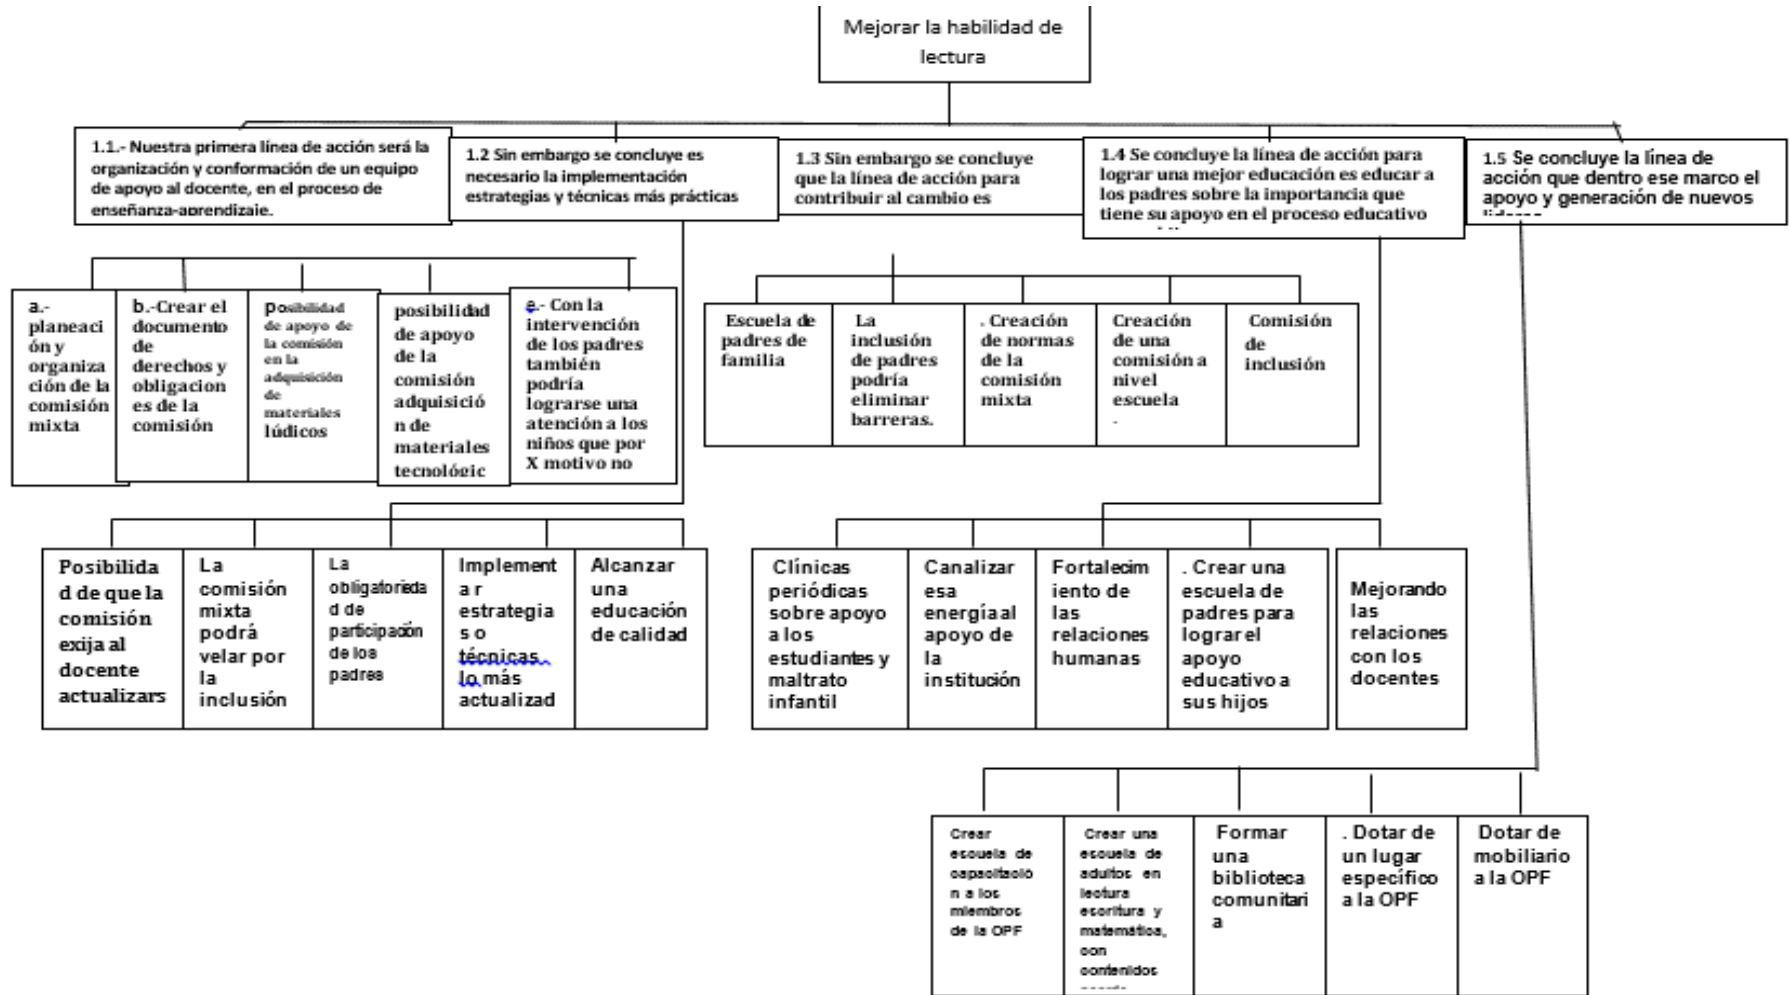 Mejorar la habilidad de
lectura
1.1.- Nuestra primera línea de acción será la
organización y conformación de un equipo
de apoyo al docente, en el proceso de
enseñanza-aprendizaje.
1.2 Sin embargo se concluye es
necesario la implementación
estrategias y técnicas más prácticas
1.3 Sin embargo se concluye
que la línea de acción para
contribuir al cambio es
1.4 Se concluye la línea de acción para
lograr una mejor educación es educar a
los padres sobre la importancia que
tiene su apoyo en el proceso educativo
1.5 Se concluye la línea de
acción que dentro ese marco el
apoyo y generación de nuevos
a.-
planeaci
ón y
organiza
ción de la
comisión
mixta
b.-Crear el
documento
de
derechos y
obligacion
es de la
comisión
posibilidad
de apoyo de
la comisión
en la
adquisición
de
materiales
lúdicos
posibilidad
de apoyo
de la
comisión
adquisició
n de
materiales
tecnológic
e.- Con la
intervención
de los padres
también
podría
lograrse una
atención a los
niños que por
X motivo no
Escuela de
padres de
familia
La
inclusión
de padres
podría
eliminar
barreras.
. Creación
de normas
de la
comisión
mixta
Creación
de una
comisión a
nivel
escuela
.
Comisión
de
inclusión
Posibilida
d de que la
comisión
exija al
docente
actualizars
La
comisión
mixta
podrá
velar por
la
inclusión
La
obligatorieda
d de
participación
de los
padres
Implement
ar
estrategia
s o
técnicas
lo más
actualizad
Alcanzar
una
educación
de calidad
Clínicas
periódicas
sobre apoyo
a los
estudiantes y
maltrato
infantil
Canalizar
esa
energía al
apoyo de
la
institución
Fortalecim
iento de
las
relaciones
humanas
. Crear una
escuela de
padres para
lograr el
apoyo
educativo a
sus hijos
Mejorando
las
relaciones
con los
docentes
Crear
escuela de
capacitació
n a los
miembros
de la OPF
Crear una
escuela de
adultos en
lectura
escritura y
matemática,
con
contenidos
Formar
una
biblioteca
comunitari
a
. Dotar de
un lugar
específico
a la OPF
Dotar de
mobiliario
a la OPF